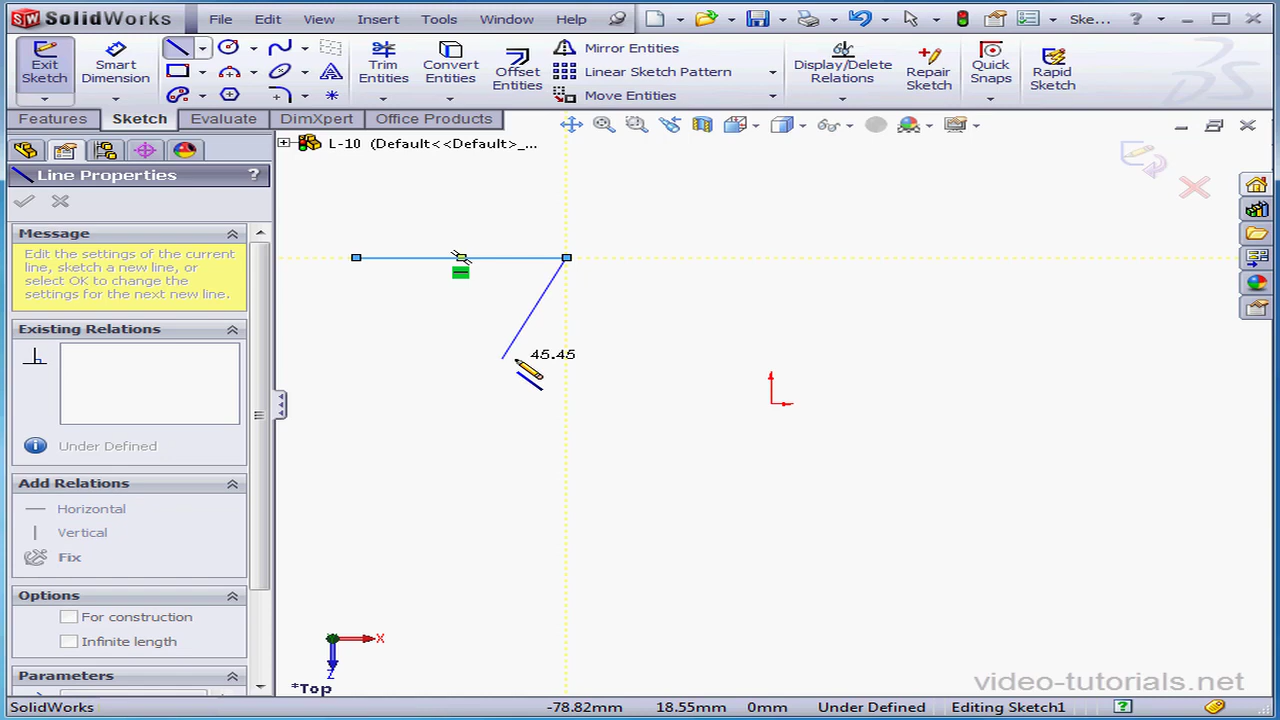 SolidWorks File Edit View Insert Tools Window Help Ske... ?
Exit Sketch
Smart Dimension
Trim Entities
Convert Entities
Offset Entities
Mirror Entities
Linear Sketch Pattern
Move Entities
Display/Delete Relations
Repair Sketch
Quick Snaps
Rapid Sketch
Features Sketch Evaluate DimXpert Office Products
L-10 (Default<<Default>_...
Line Properties ?
Message
Edit the settings of the current
line, sketch a new line, or
select OK to change the
settings for the next new line.
Existing Relations
45.45
Under Defined
Add Relations
Horizontal
Vertical
Fix
Options
For construction
Infinite length
Parameters
X
Z
*Top
video-tutorials.net
SolidWorks -78.82mm 18.55mm 0mm Under Defined Editing Sketch1 ?